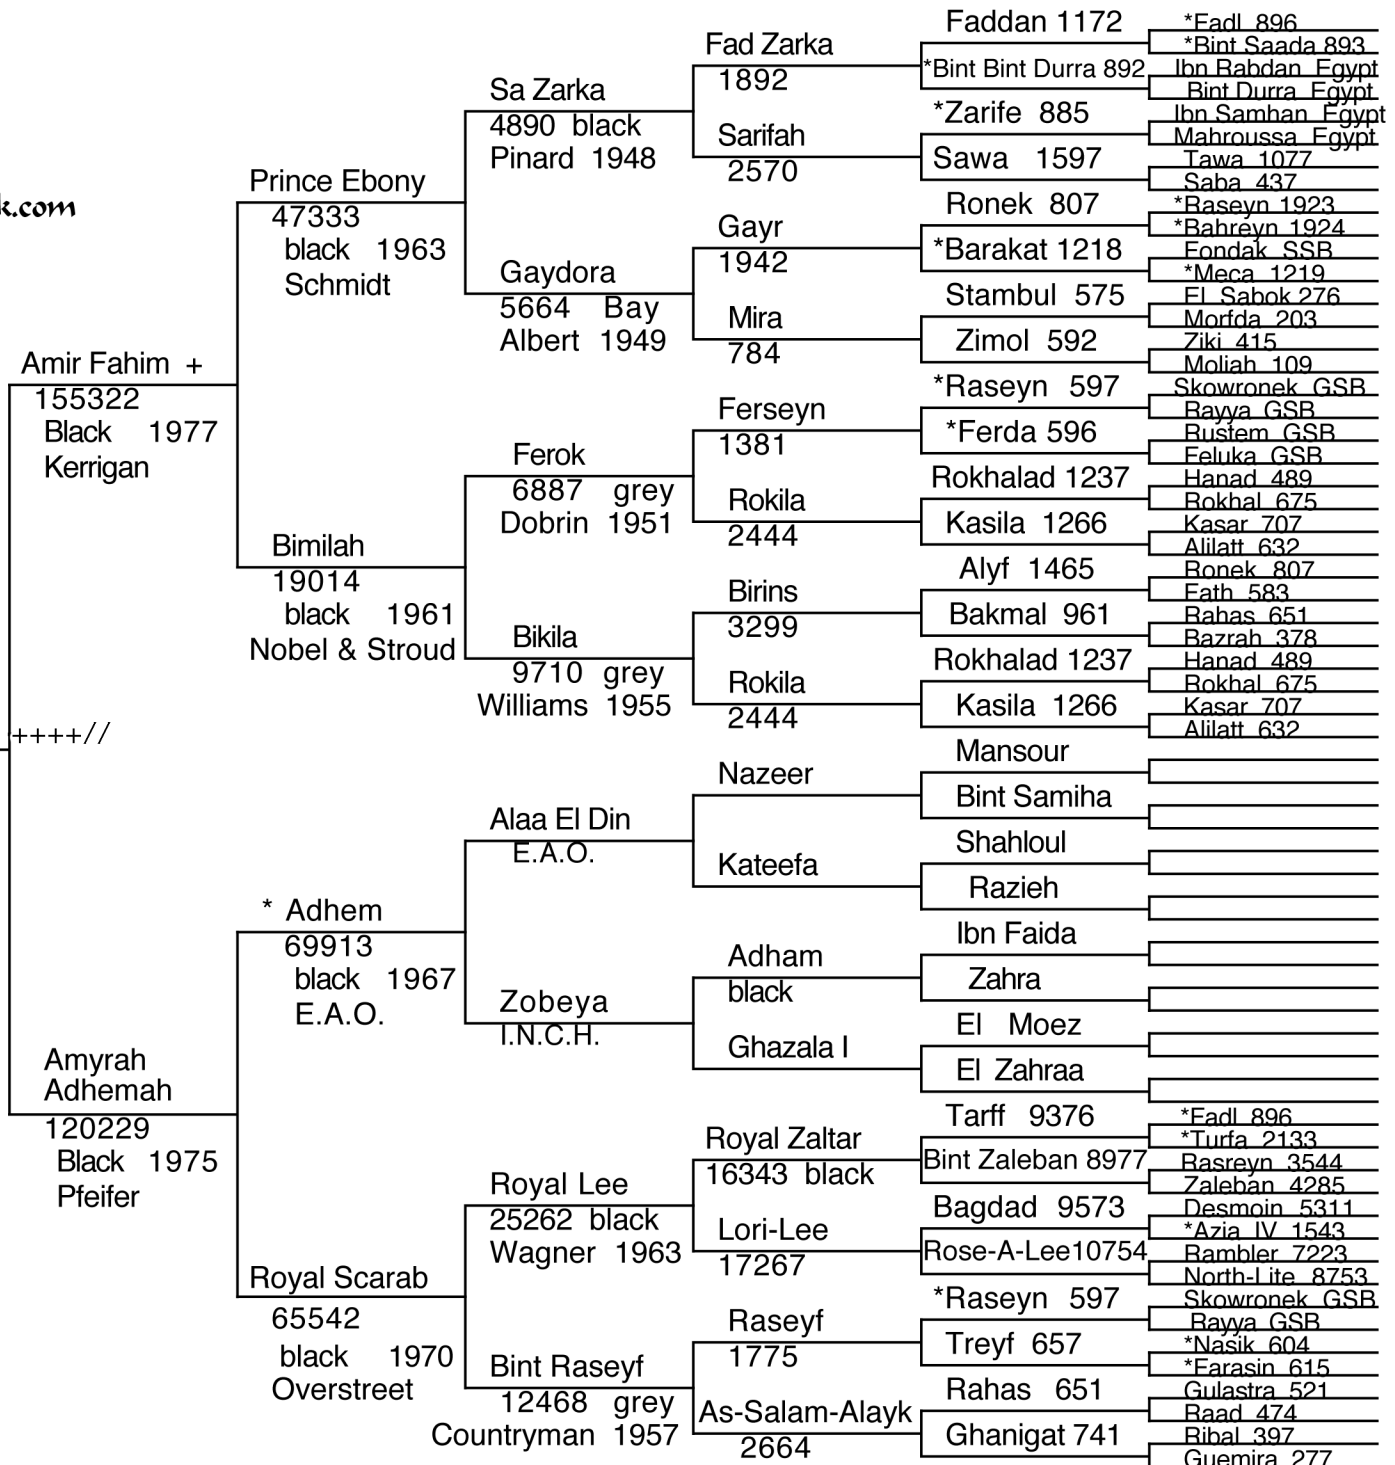 k.com
++++//
Amir Fahim +
155322
Black 1977
Kerrigan
Amyrah
Adhemah
120229
Black 1975
Pfeifer
Prince Ebony
47333
black 1963
Schmidt
Bimilah
19014
black 1961
Nobel & Stroud
* Adhem
69913
black 1967
E.A.O.
Royal Scarab
65542
black 1970
Overstreet
Sa Zarka
4890 black
Pinard 1948
Gaydora
5664 Bay
Albert 1949
Ferok
6887 grey
Dobrin 1951
Bikila
9710 grey
Williams 1955
Alaa El Din
E.A.O.
Zobeya
I.N.C.H.
Royal Lee
25262 black
Wagner 1963
Bint Raseyf
12468 grey
Countryman 1957
Fad Zarka
1892
Sarifah
2570
Gayr
1942
Mira
784
Ferseyn
1381
Rokila
2444
Birins
3299
Rokila
2444
Nazeer
Kateefa
Adham
black
Ghazala I
Royal Zaltar
16343 black
Lori-Lee
17267
Raseyf
1775
As-Salam-Alayk
2664
Faddan 1172
*Bint Bint Durra 892
*Zarife 885
Sawa 1597
Ronek 807
*Barakat 1218
Stambul 575
Zimol 592
*Raseyn 597
*Ferda 596
Rokhalad 1237
Kasila 1266
Alyf 1465
Bakmal 961
Rokhalad 1237
Kasila 1266
Mansour
Bint Samiha
Shahloul
Razieh
Ibn Faida
Zahra
El Moez
El Zahraa
Tarff 9376
Bint Zaleban 8977
Bagdad 9573
Rose-A-Lee10754
*Raseyn 597
Treyf 657
Rahas 651
Ghanigat 741
*Fadl 896
*Bint Saada 893
Ibn Rabdan Egypt
Bint Durra Egypt
Ibn Samhan Egypt
Mahroussa Egypt
Tawa 1077
Saba 437
*Raseyn 1923
*Bahreyn 1924
Fondak SSB
*Meca 1219
El Sabok 276
Morfda 203
Ziki 415
Moliah 109
Skowronek GSB
Rayya GSB
Rustem GSB
Feluka GSB
Hanad 489
Rokhal 675
Kasar 707
Alilatt 632
Ronek 807
Fath 583
Rahas 651
Bazrah 378
Hanad 489
Rokhal 675
Kasar 707
Alilatt 632
*Fadl 896
*Turfa 2133
Rasreyn 3544
Zaleban 4285
Desmoin 5311
*Azia IV 1543
Rambler 7223
North-Lite 8753
Skowronek GSB
Rayya GSB
*Nasik 604
*Farasin 615
Gulastra 521
Raad 474
Ribal 397
Guemira 277